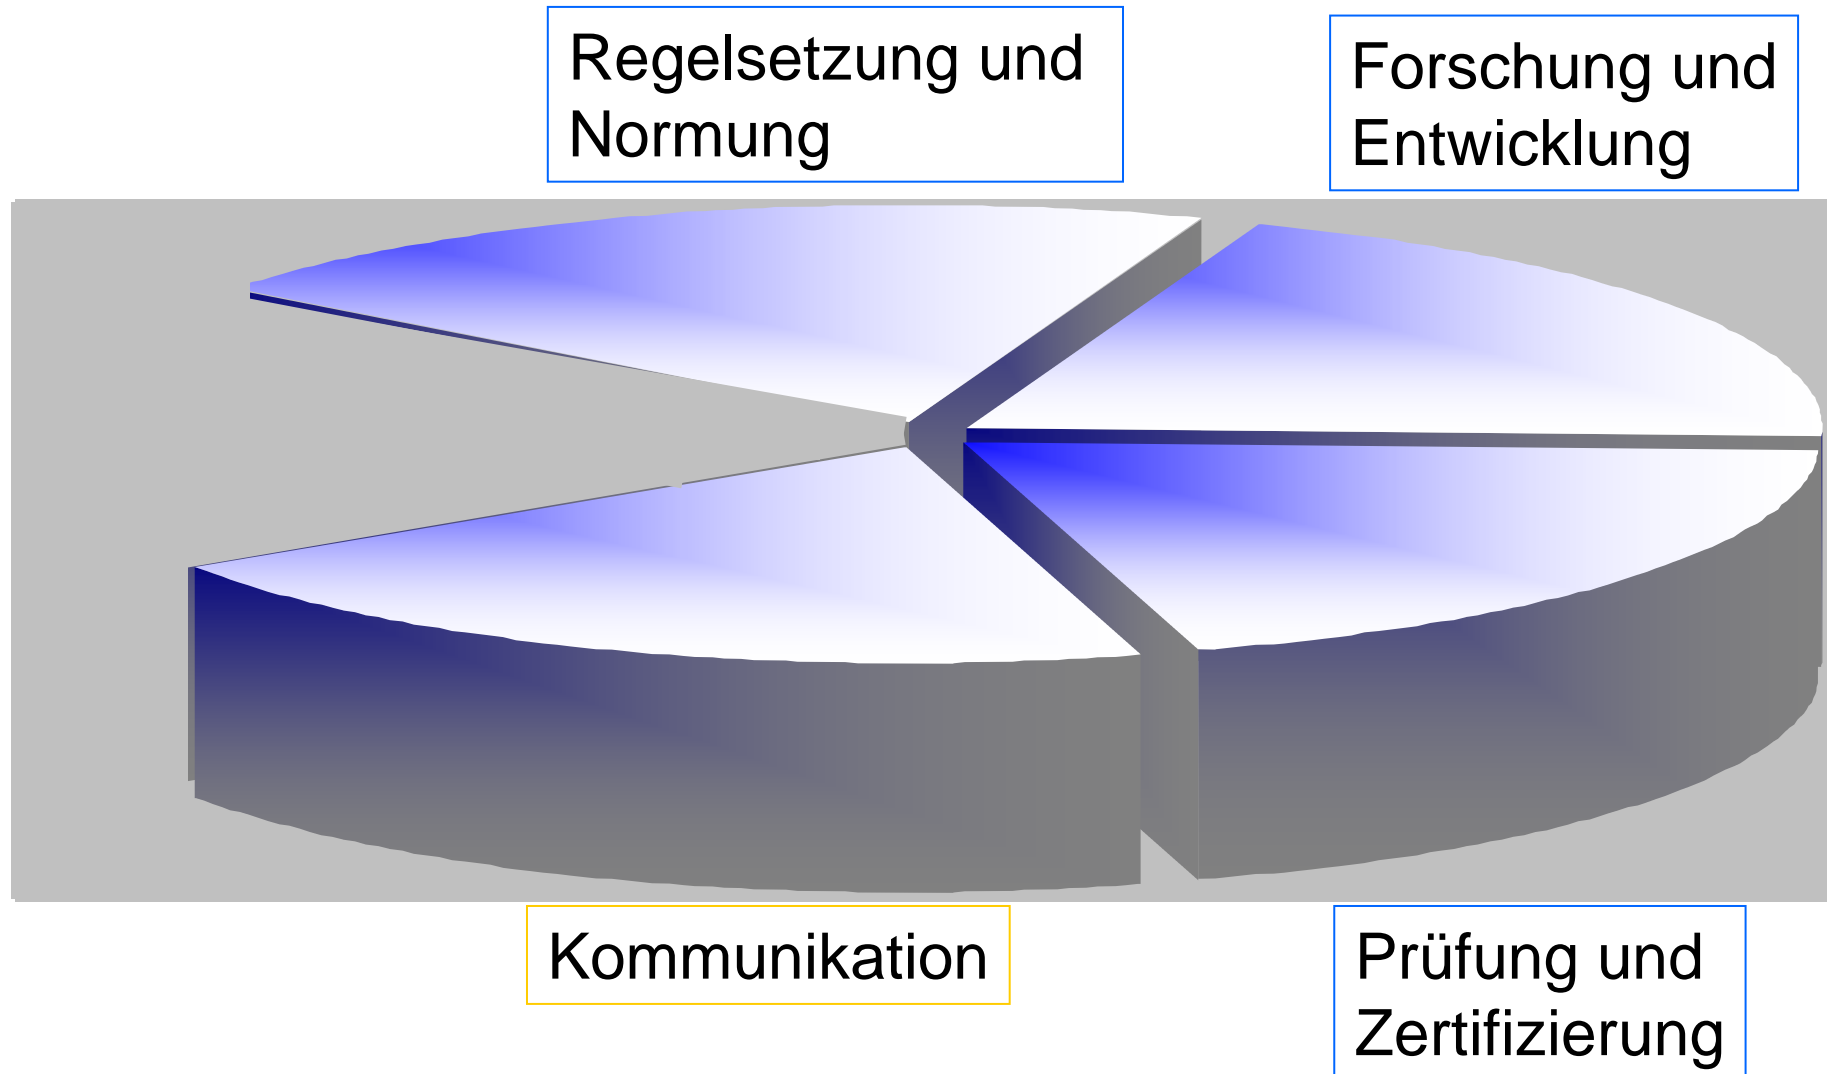 Regelsetzung und
Normung
Forschung und
Entwicklung
Kommunikation
Prüfung und
Zertifizierung